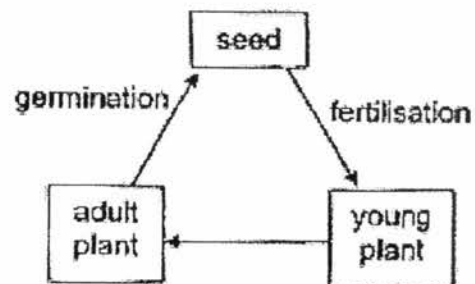 seed
germination
fertilisation
adult
plant
young
plant